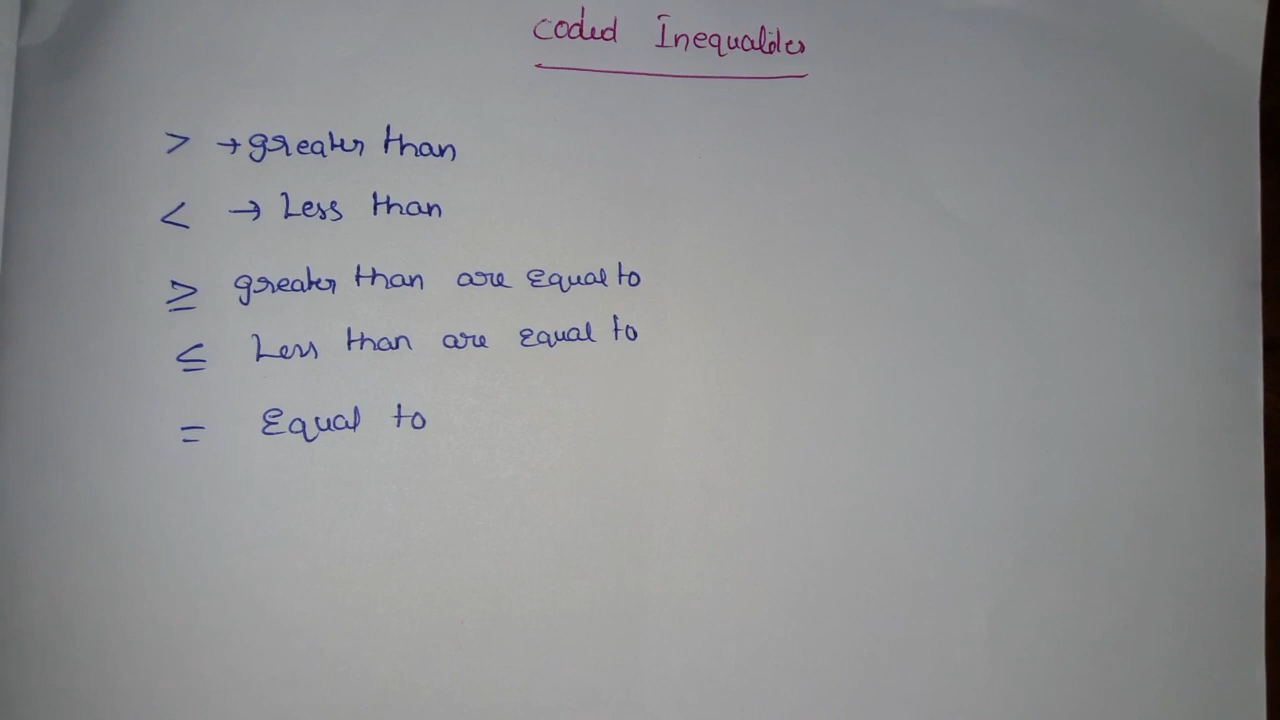 Coded Inequalities
> → greater than
< → Less than
≥ greater than are Equal to
≤ Less than are equal to
= Equal to